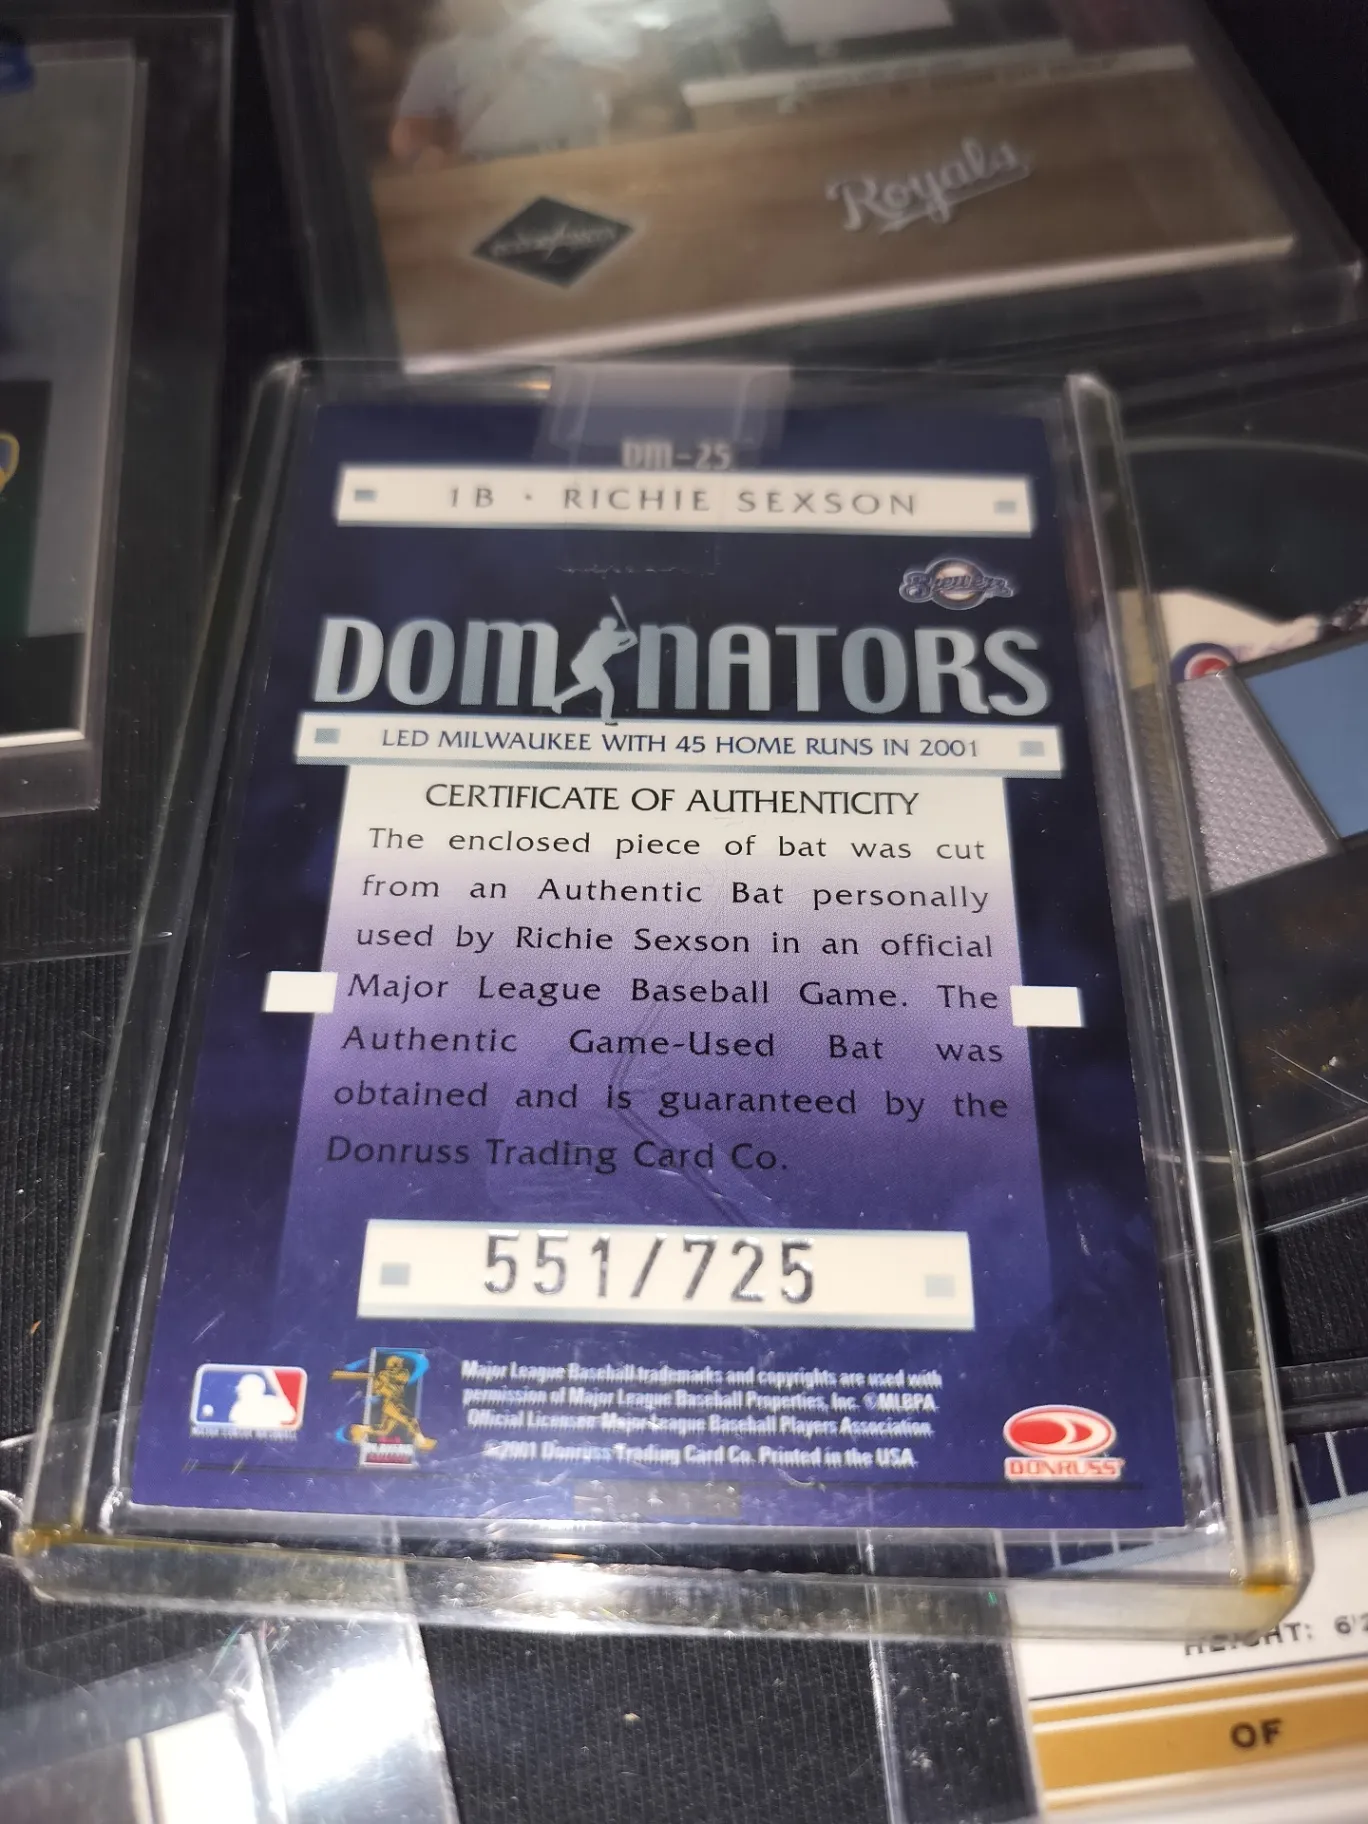 Royals
DM-25
1B · RICHIE SEXSON
Brewers
DOMINATORS
LED MILWAUKEE WITH 45 HOME RUNS IN 2001
CERTIFICATE OF AUTHENTICITY
The enclosed piece of bat was cut
from an Authentic Bat personally
used by Richie Sexson in an official
Major League Baseball Game. The
Authentic Game-Used Bat was
obtained and is guaranteed by the
Donruss Trading Card Co.
551/725
Major League Baseball trademarks and copyrights are used with
permission of Major League Baseball Properties, Inc. ©MLBPA
Official Licensee-Major League Baseball Players Association
©2001 Donruss Trading Card Co. Printed in the USA
DONRUSS
HEIGHT:
OF